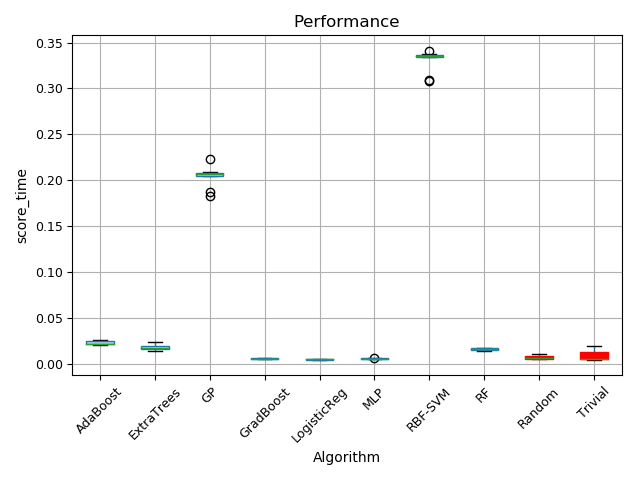 Performance
0.35
0.30
0.25
0.20
0.15
0.10
0.05
0.00
score_time
AdaBoost
ExtraTrees
GP
GradBoost
LogisticReg
MLP
RBF-SVM
RF
Random
Trivial
Algorithm